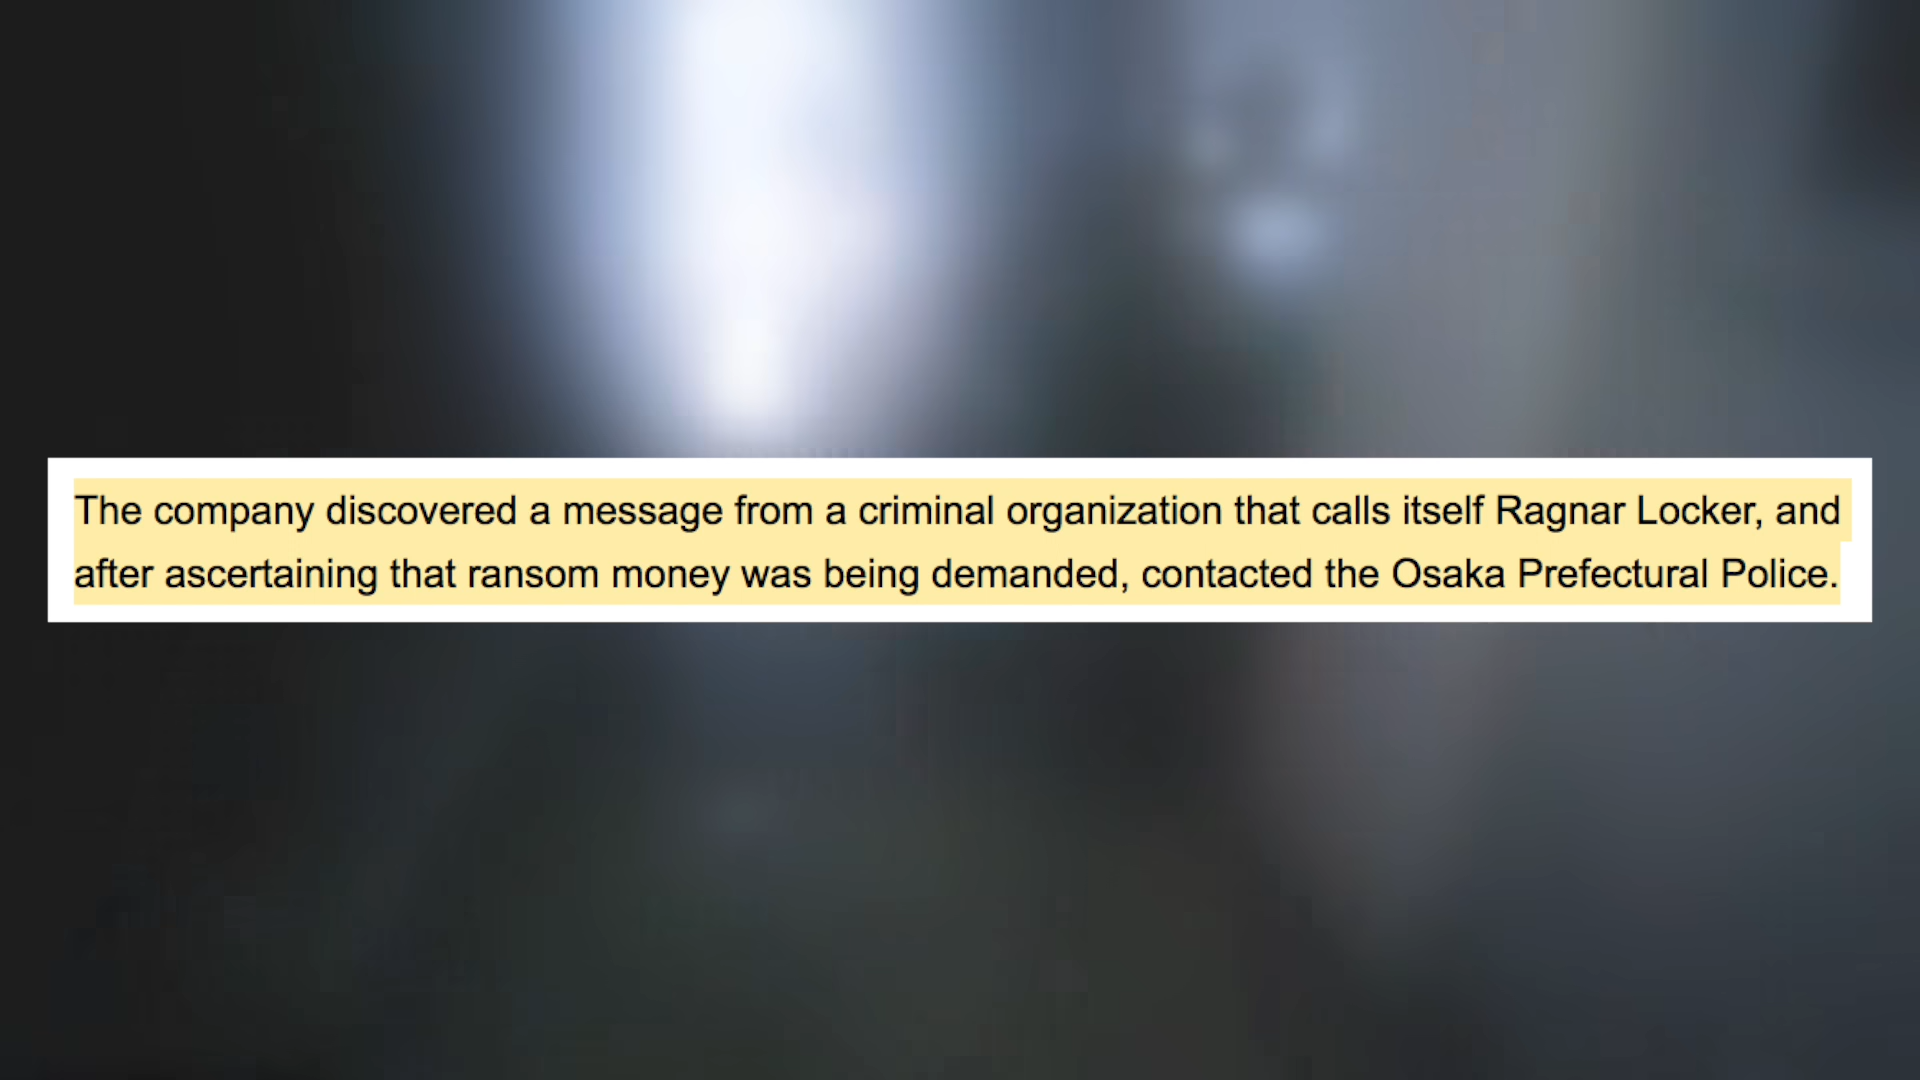 The company discovered a message from a criminal organization that calls itself Ragnar Locker, and
after ascertaining that ransom money was being demanded, contacted the Osaka Prefectural Police.